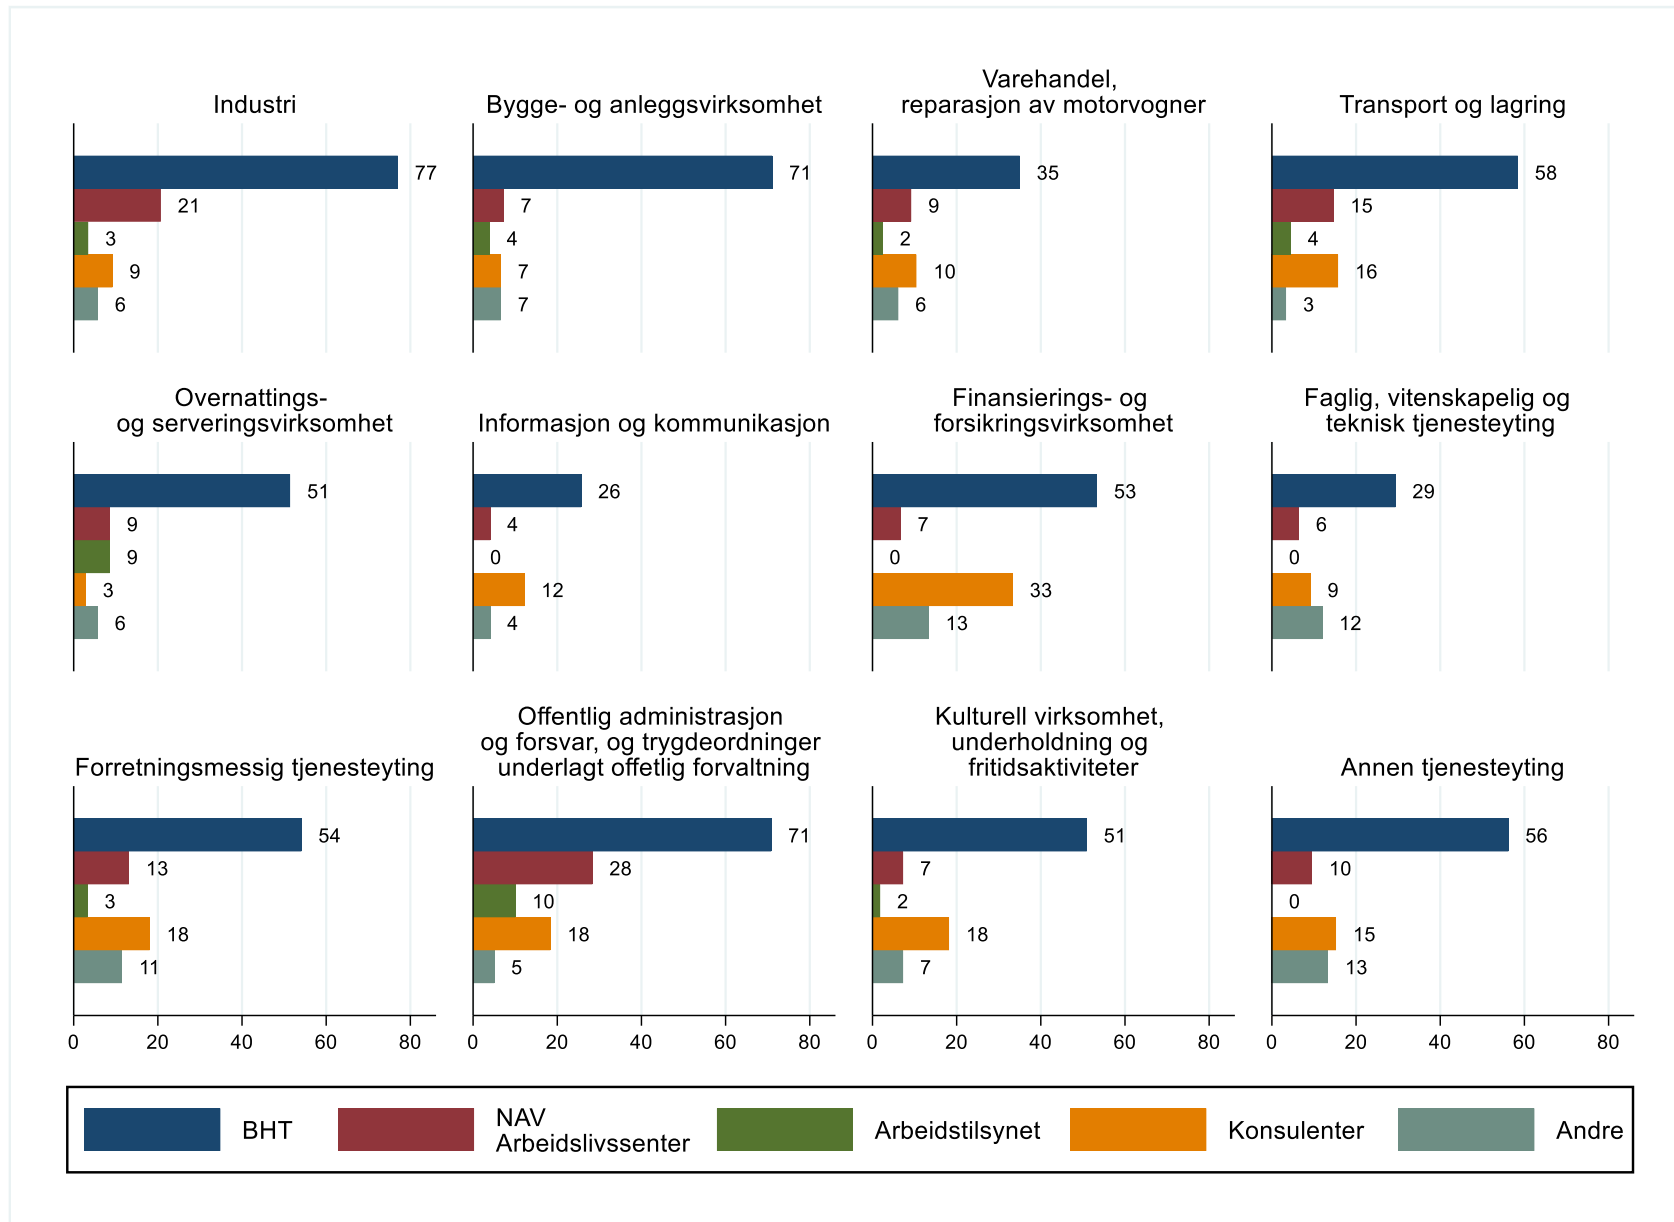 Industri
77
21
3
9
6
Bygge- og anleggsvirksomhet
71
7
4
7
7
Varehandel,
reparasjon av motorvogner
35
9
2
10
6
Transport og lagring
58
15
4
16
3
Overnattings-
og serveringsvirksomhet
51
9
9
3
6
Informasjon og kommunikasjon
26
4
0
12
4
Finansierings- og
forsikringsvirksomhet
53
7
0
33
13
Faglig, vitenskapelig og
teknisk tjenesteyting
29
6
0
9
12
Forretningsmessig tjenesteyting
54
13
3
18
11
0 20 40 60 80
Offentlig administrasjon
og forsvar, og trygdeordninger
underlagt offetlig forvaltning
71
28
10
18
5
0 20 40 60 80
Kulturell virksomhet,
underholdning og
fritidsaktiviteter
51
7
2
18
7
0 20 40 60 80
Annen tjenesteyting
56
10
0
15
13
0 20 40 60 80
BHT
NAV
Arbeidslivssenter
Arbeidstilsynet
Konsulenter
Andre